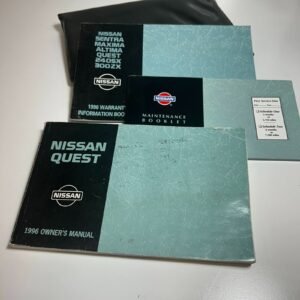 NISSAN
SENTRA
MAXIMA
ALTIMA
QUEST
240SX
300ZX
NISSAN
1996 WARRANT
INFORMATION BOO
NISSAN
MAINTENANCE
BOOKLET
NISSAN
QUEST
NISSAN
1996 OWNER'S MANUAL